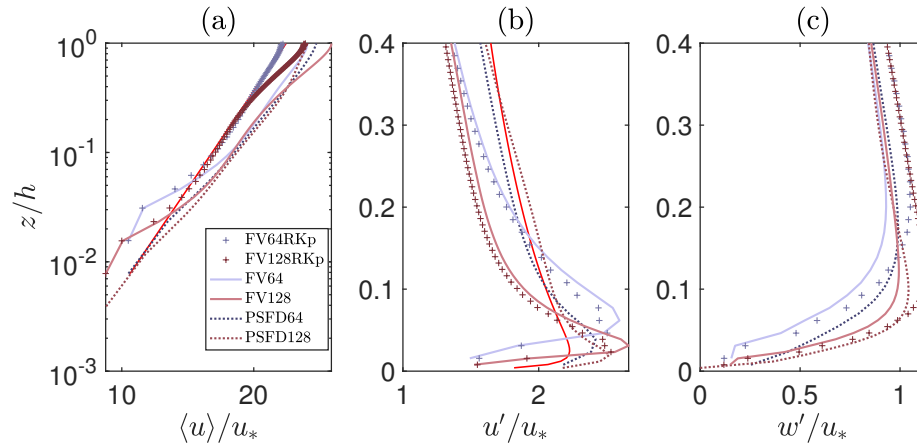 (a) (b) (c)
10^0
10^{-1}
10^{-2}
10^{-3}
z/h
10 20
⟨u⟩/u_*
FV64RKp
FV128RKp
FV64
FV128
PSFD64
PSFD128
0.4
0.3
0.2
0.1
0
1 2
u'/u_*
0.4
0.3
0.2
0.1
0
0 0.5 1
w'/u_*